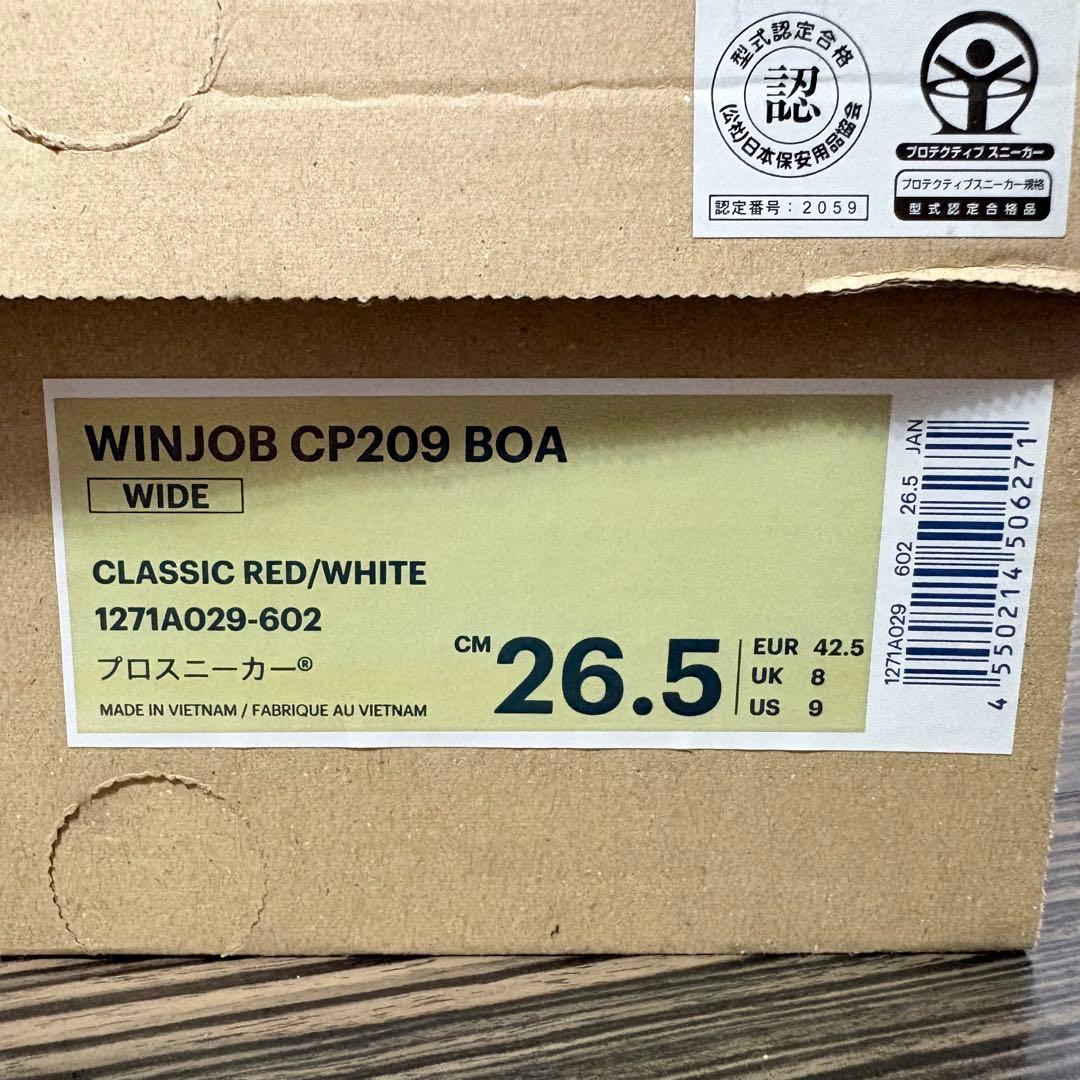 型式認定合格
認
(公社)日本保安用品協会
認定番号：2059
プロテクティブ スニーカー
プロテクティブスニーカー規格
型式認定合格品
WINJOB CP209 BOA
WIDE
CLASSIC RED/WHITE
1271A029-602
プロスニーカー®
MADE IN VIETNAM / FABRIQUE AU VIETNAM
CM 26.5
EUR 42.5
UK 8
US 9
1271A029 602 26.5 JAN
4 550214 506271